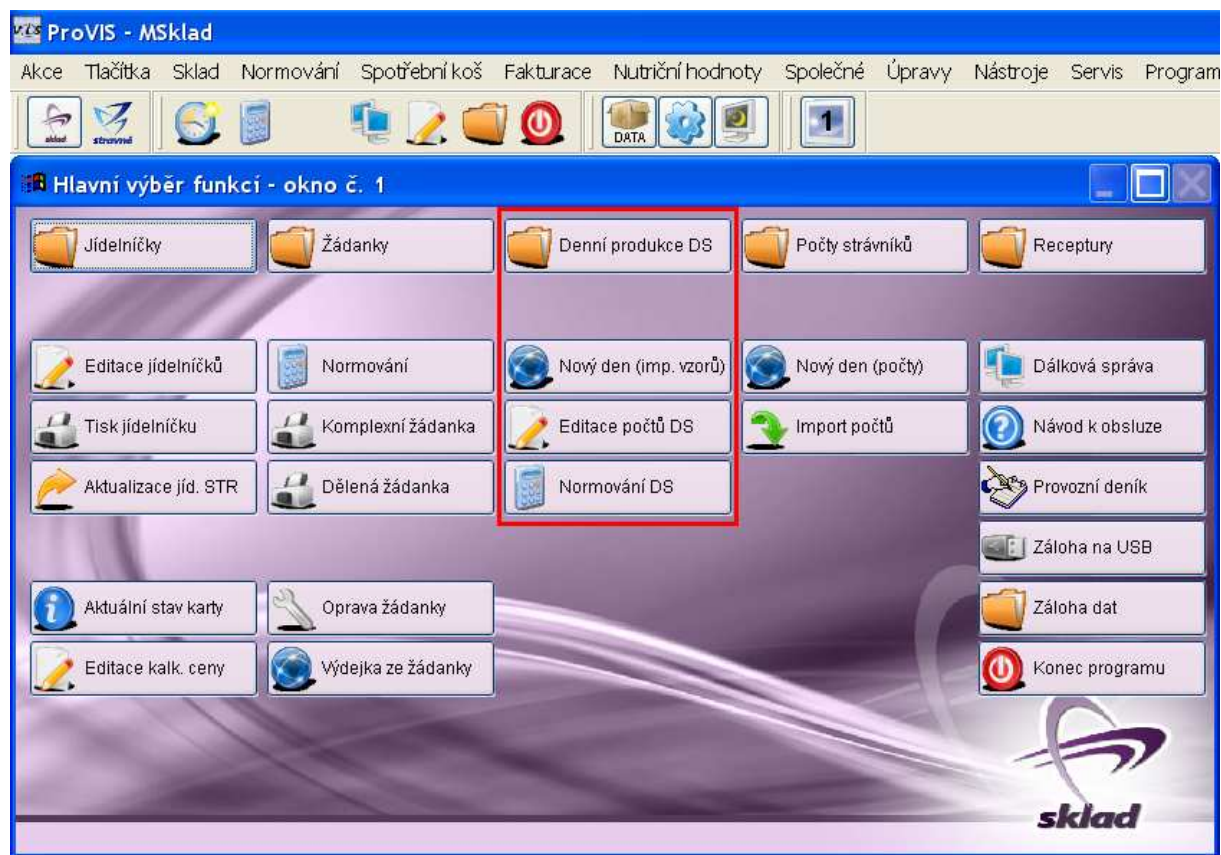 vis ProVIS - MSklad
Akce Tlačítka Sklad Normování Spotřební koš Fakturace Nutriční hodnoty Společné Úpravy Nástroje Servis Program
sklad stravné DATA 1
Hlavní výběr funkcí - okno č. 1
Jídelníčky Žádanky Denní produkce DS Počty strávníků Receptury
Editace jídelníčků Normování Nový den (imp. vzorů) Nový den (počty) Dálková správa
Tisk jídelníčku Komplexní žádanka Editace počtů DS Import počtů Návod k obsluze
Aktualizace jíd. STR Dělená žádanka Normování DS Provozní deník
Záloha na USB
Aktuální stav karty Oprava žádanky Záloha dat
Editace kalk. ceny Výdejka ze žádanky Konec programu
sklad